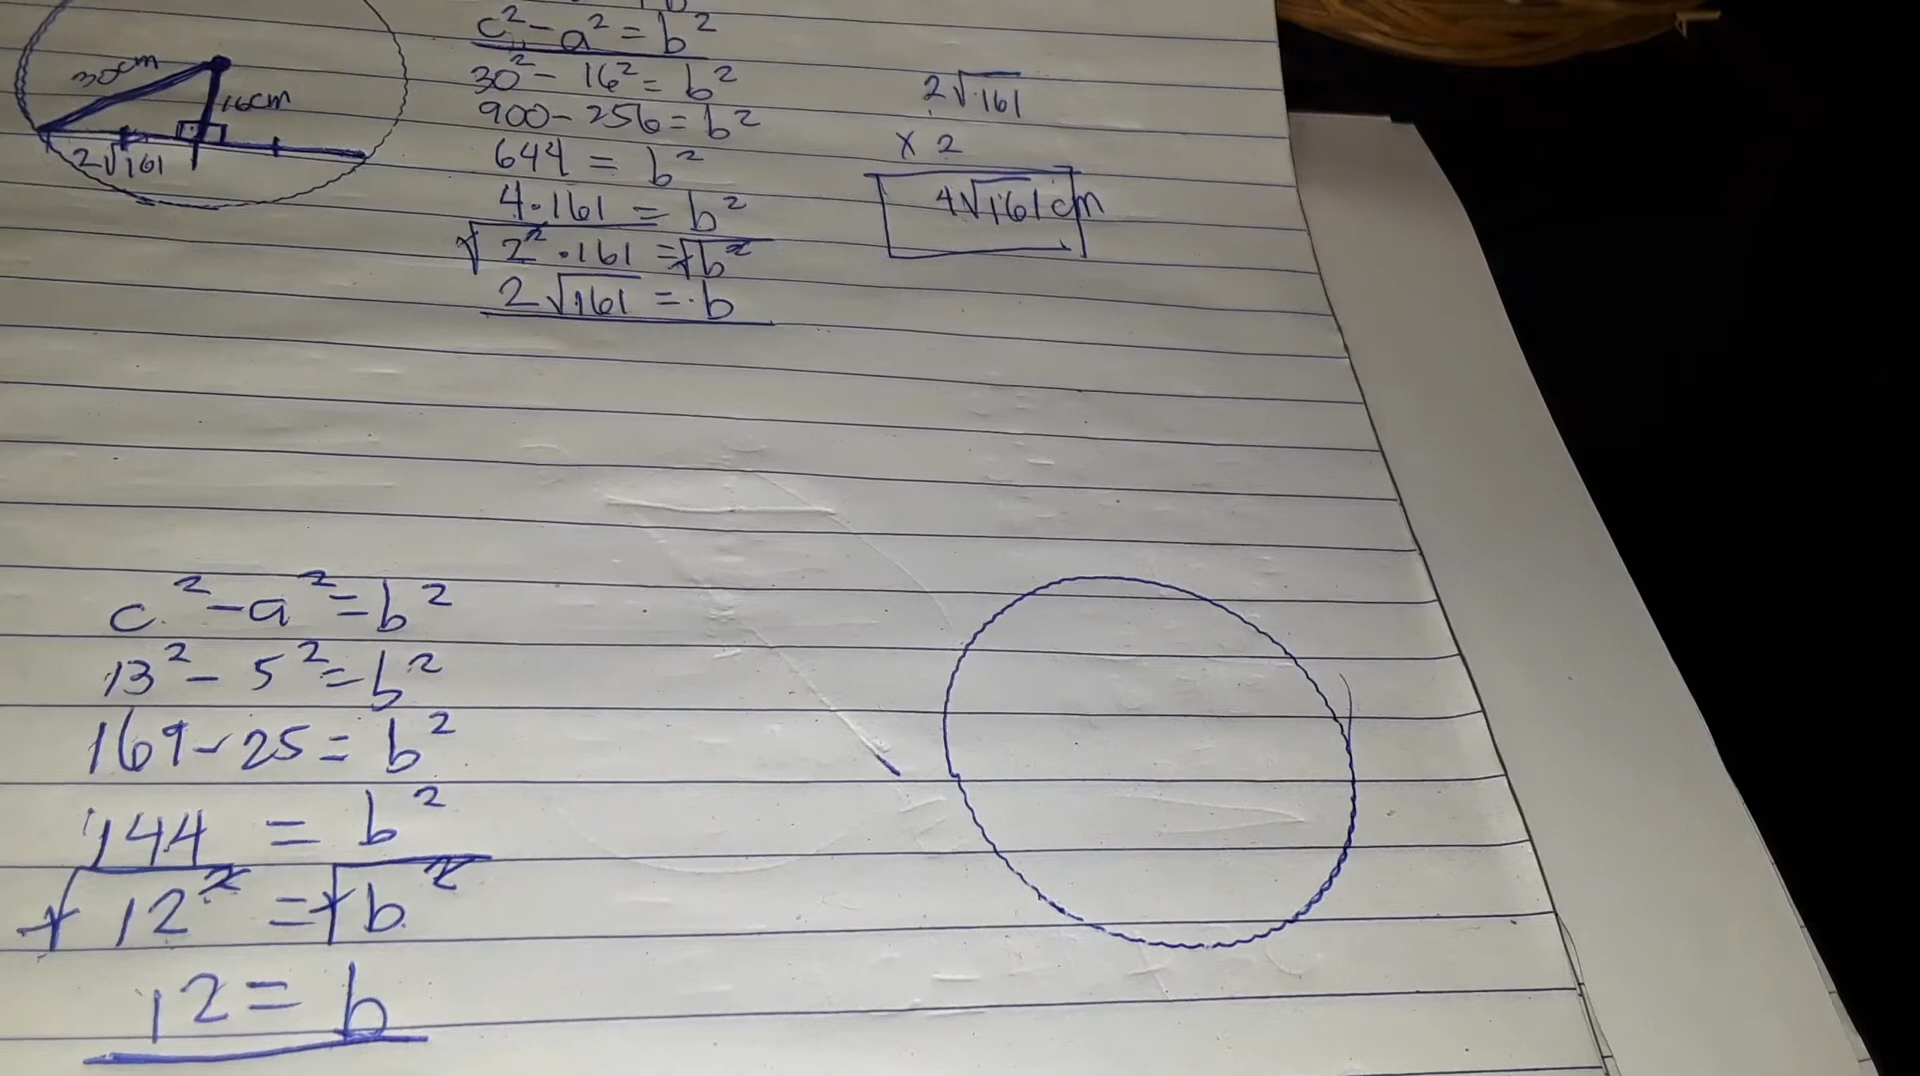 30cm
16cm
2√161
c² - a² = b²
30² - 16² = b²
900 - 256 = b²
644 = b²
4·161 = b²
√2²·161 = √b²
2√161 = b
2√161
x 2
4√161 cm
c² - a² = b²
13² - 5² = b²
169 - 25 = b²
144 = b²
√12² = √b²
12 = b